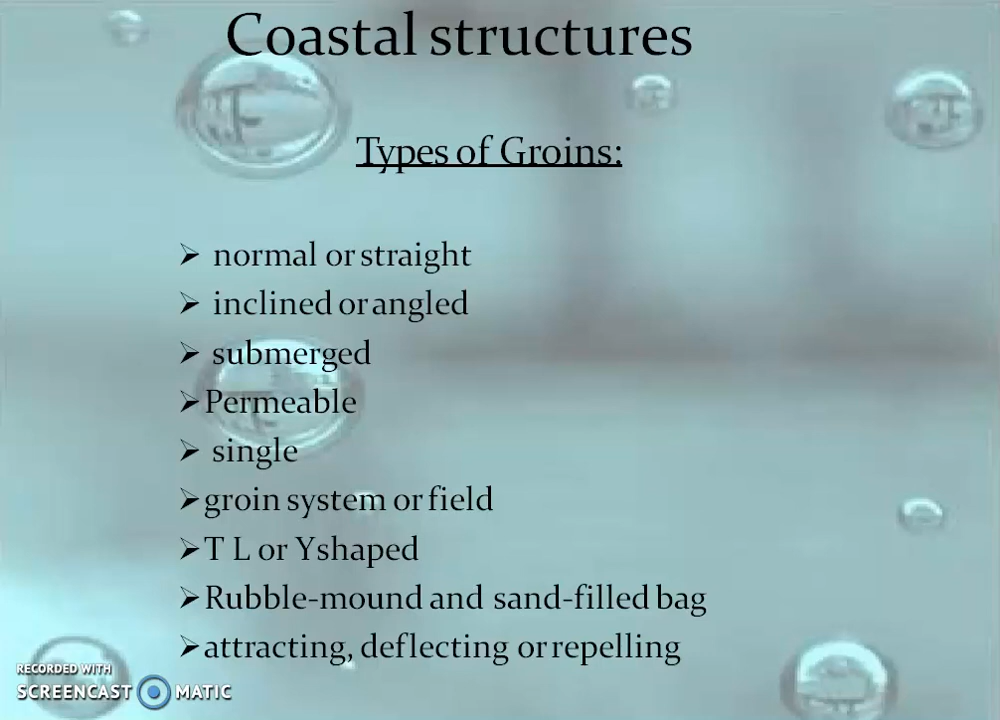 Coastal structures
Types of Groins:
➢ normal or straight
➢ inclined or angled
➢ submerged
➢ Permeable
➢ single
➢ groin system or field
➢ T L or Yshaped
➢ Rubble-mound and sand-filled bag
➢ attracting, deflecting or repelling
RECORDED WITH
SCREENCAST MATIC